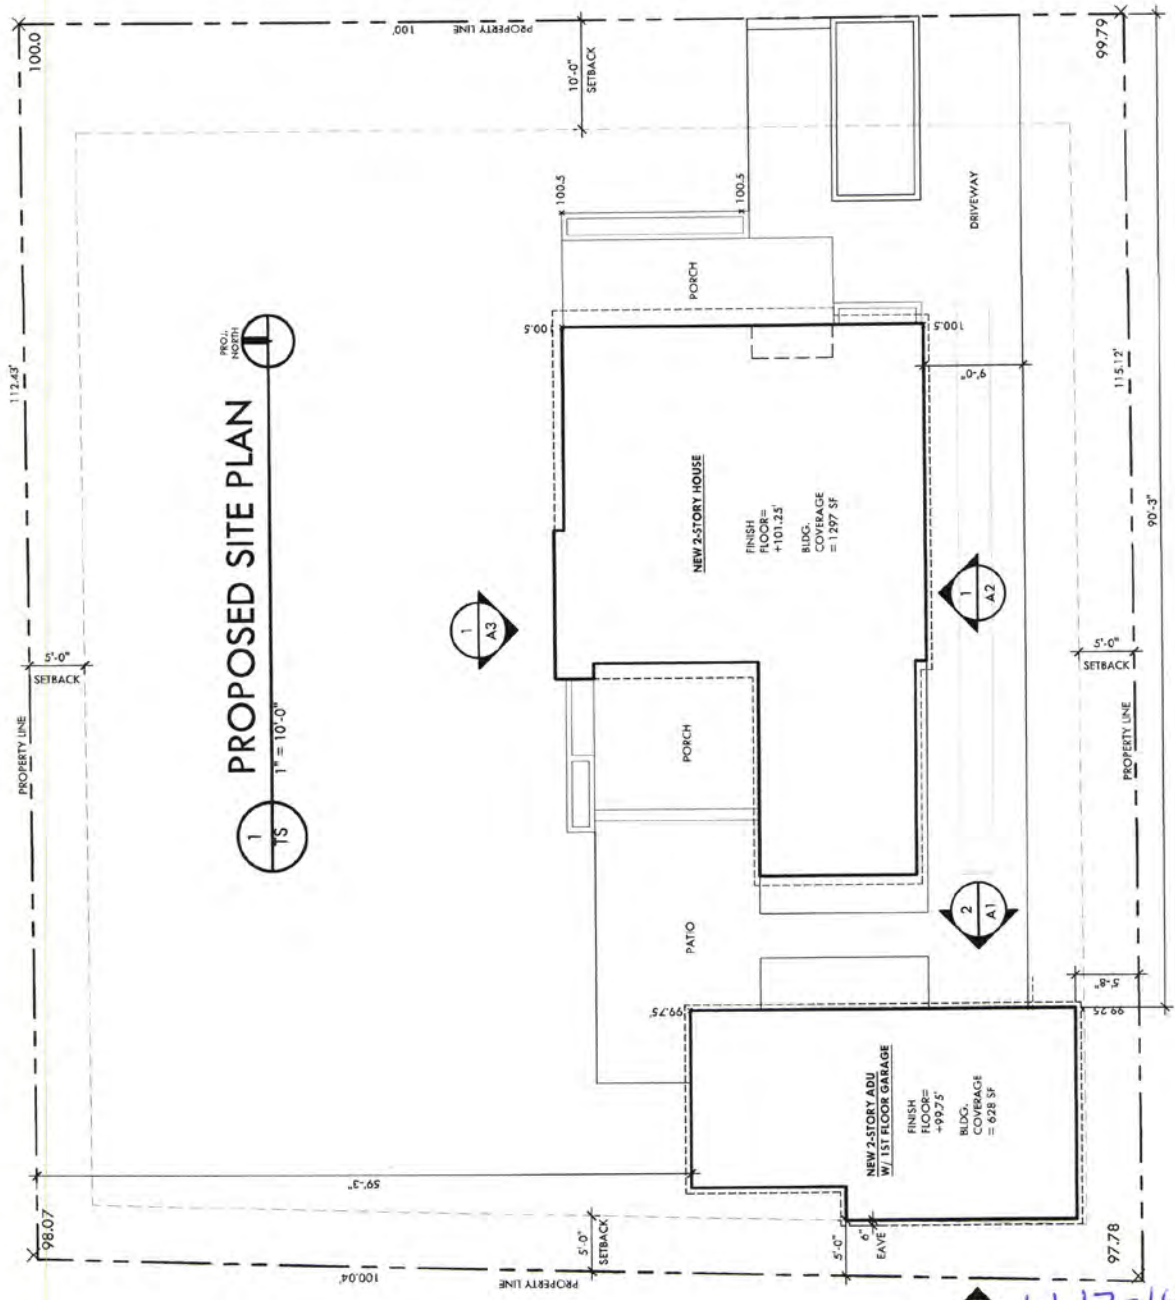 100.0
PROPERTY LINE
100'
10'-0"
SETBACK
99.79
112.43'
PROJ.
NORTH
PROPOSED SITE PLAN
1
TS
1" = 10'-0"
100.5
100.5
PORCH
DRIVEWAY
100.5
100.5
9'-0"
115.12'
NEW 2-STORY HOUSE
FINISH
FLOOR=
+101.25'
BLDG.
COVERAGE
= 1297 SF
90'-3"
1
A3
1
A2
5'-0"
SETBACK
5'-0"
SETBACK
PROPERTY LINE
PROPERTY LINE
PORCH
PATIO
2
A1
5'-8"
99.75'
99.75
NEW 2-STORY ADU
W/ 1ST FLOOR GARAGE
FINISH
FLOOR=
+99.75'
BLDG.
COVERAGE
= 628 SF
59'-3"
98.07
5'-0"
SETBACK
5'-0"
6"
EAVE
97.78
100.04'
PROPERTY LINE